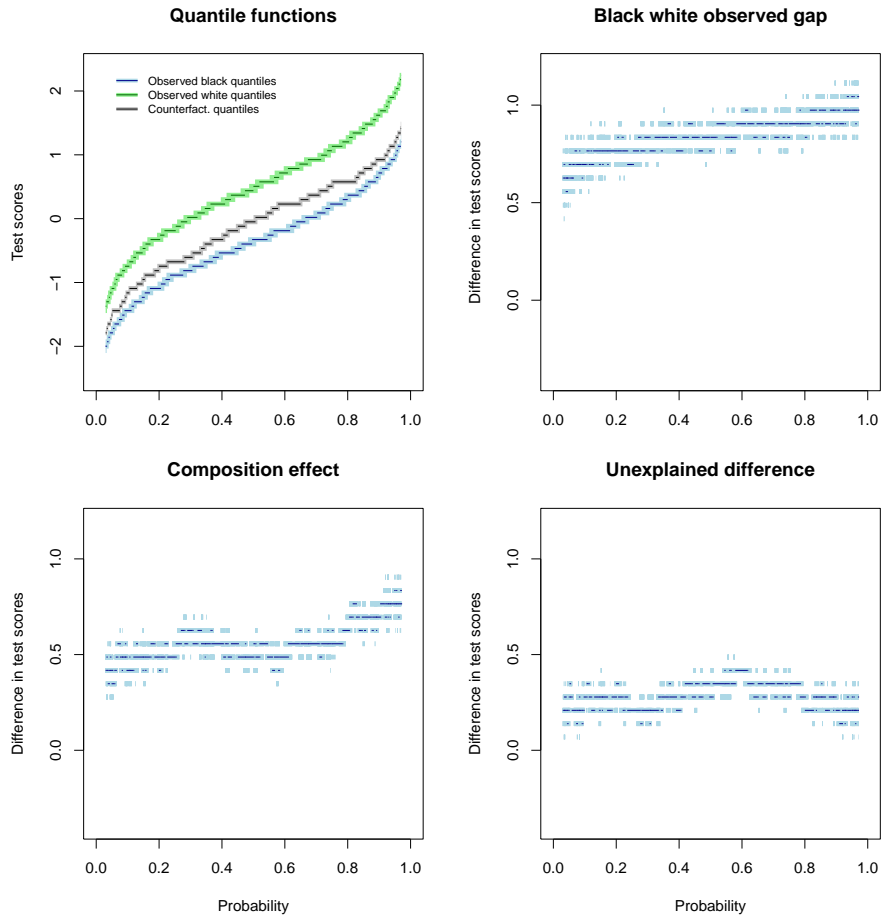 Quantile functions
Observed black quantiles
Observed white quantiles
Counterfact. quantiles
Test scores
2
1
0
−1
−2
0.0 0.2 0.4 0.6 0.8 1.0
Black white observed gap
Difference in test scores
1.0
0.5
0.0
0.0 0.2 0.4 0.6 0.8 1.0
Composition effect
Difference in test scores
1.0
0.5
0.0
0.0 0.2 0.4 0.6 0.8 1.0
Probability
Unexplained difference
Difference in test scores
1.0
0.5
0.0
0.0 0.2 0.4 0.6 0.8 1.0
Probability